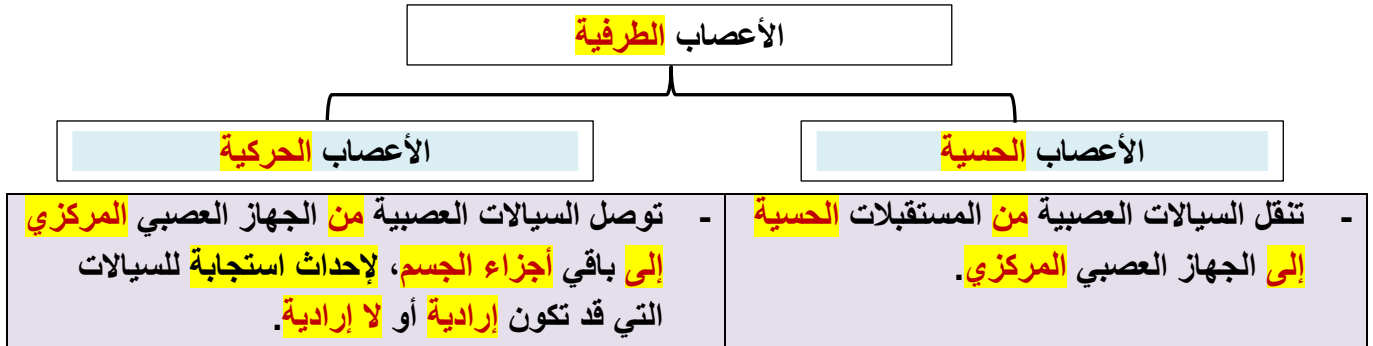 الأعصاب الطرفية
الأعصاب الحسية
الأعصاب الحركية
- تنقل السيالات العصبية من المستقبلات الحسية
إلى الجهاز العصبي المركزي.
- توصل السيالات العصبية من الجهاز العصبي المركزي
إلى باقي أجزاء الجسم، لإحداث استجابة للسيالات
التي قد تكون إرادية أو لا إرادية.